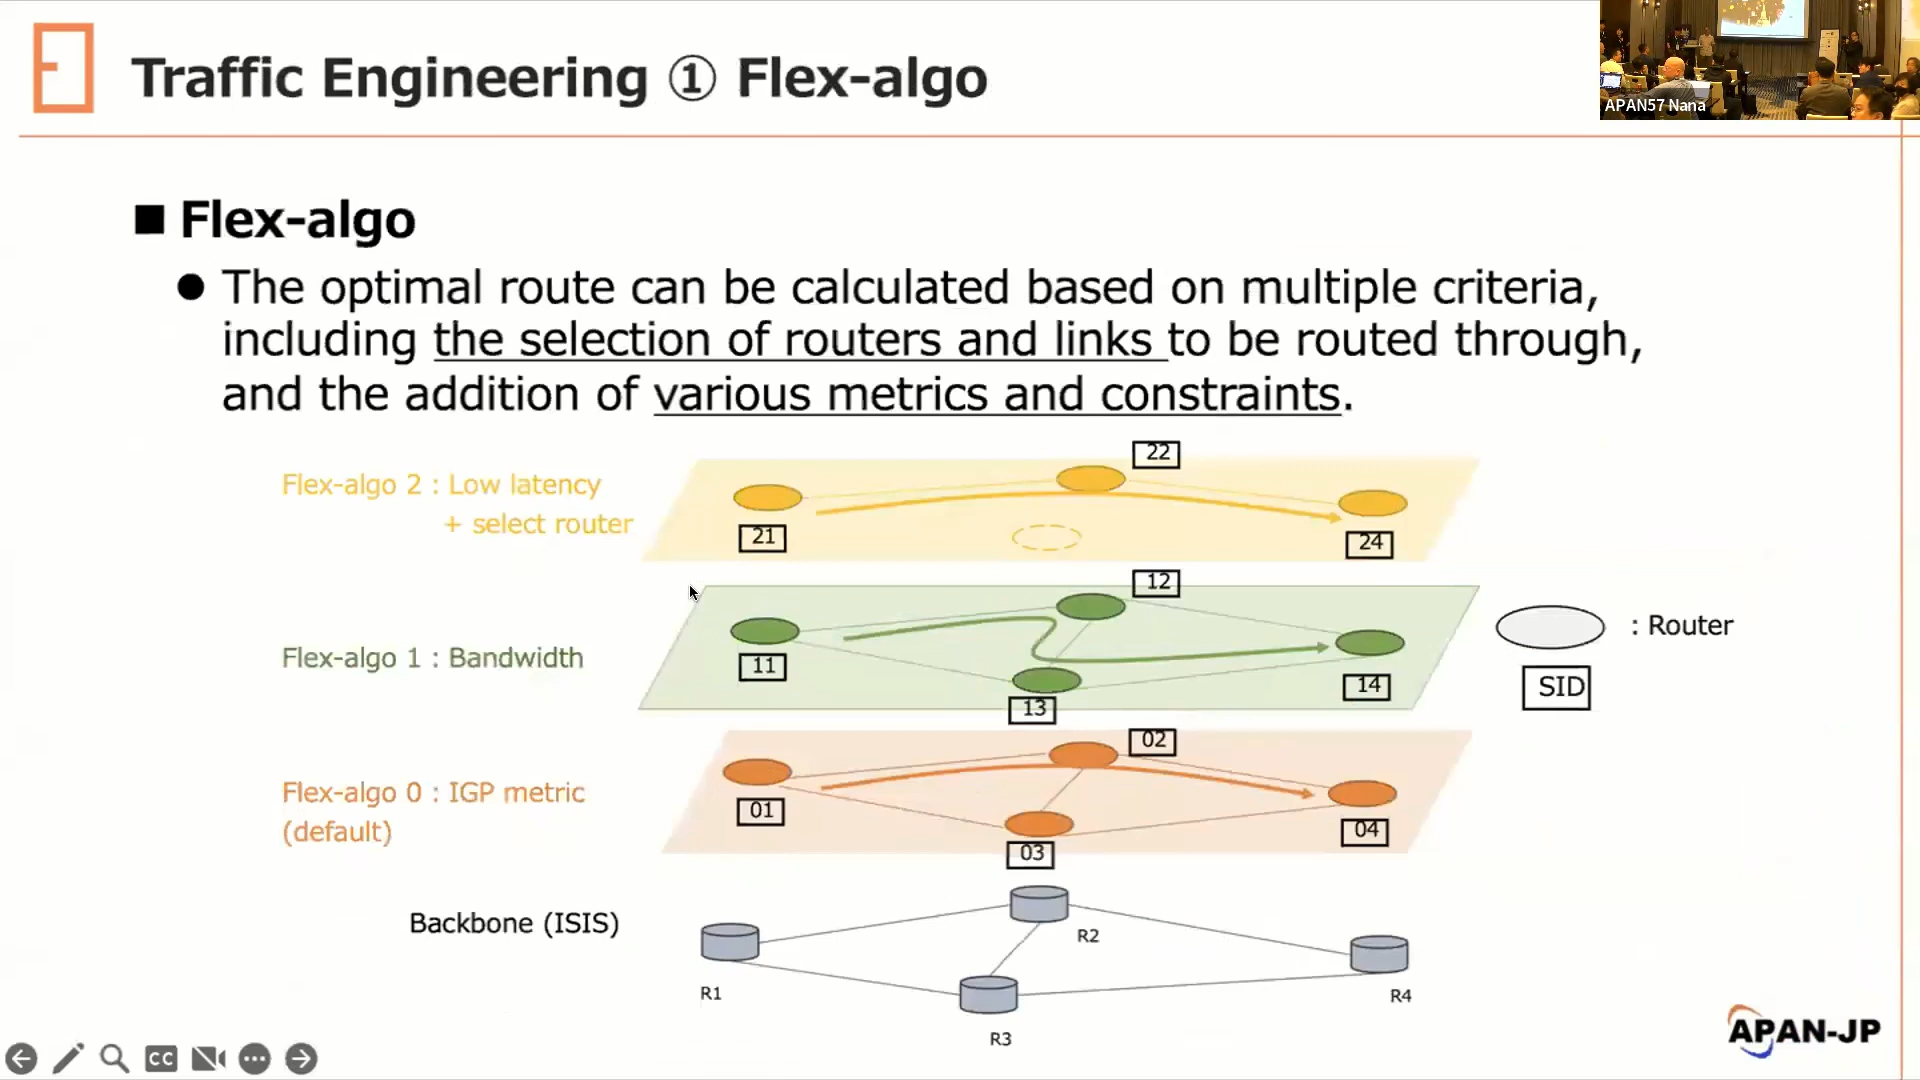 Traffic Engineering ① Flex-algo
APAN57 Nana
■ Flex-algo
● The optimal route can be calculated based on multiple criteria,
including the selection of routers and links to be routed through,
and the addition of various metrics and constraints.
Flex-algo 2 : Low latency
+ select router
22
21
24
Flex-algo 1 : Bandwidth
12
11
13
14
: Router
SID
Flex-algo 0 : IGP metric
(default)
02
01
03
04
Backbone (ISIS)
R1
R2
R3
R4
APAN-JP
CC